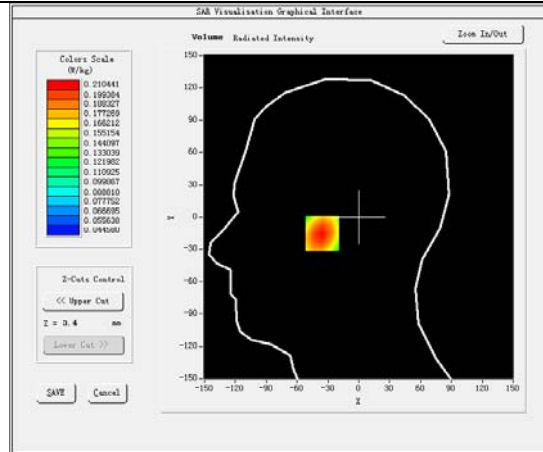 SAR Visualisation Graphical Interface
Volume Radiated Intensity
Zoom In/Out
Colors Scale
(W/kg)
0.210441
0.199384
0.188327
0.177269
0.166212
0.155154
0.144097
0.133039
0.121982
0.110925
0.099867
0.088810
0.077752
0.066695
0.055638
0.044580
Z-Cuts Control
<< Upper Cut
Z = 3.4 mm
Lower Cut >>
SAVE Cancel
150
120
90
60
30
Y 0
-30
-60
-90
-120
-150
-150 -120 -90 -60 -30 0 30 60 90 120 150
X